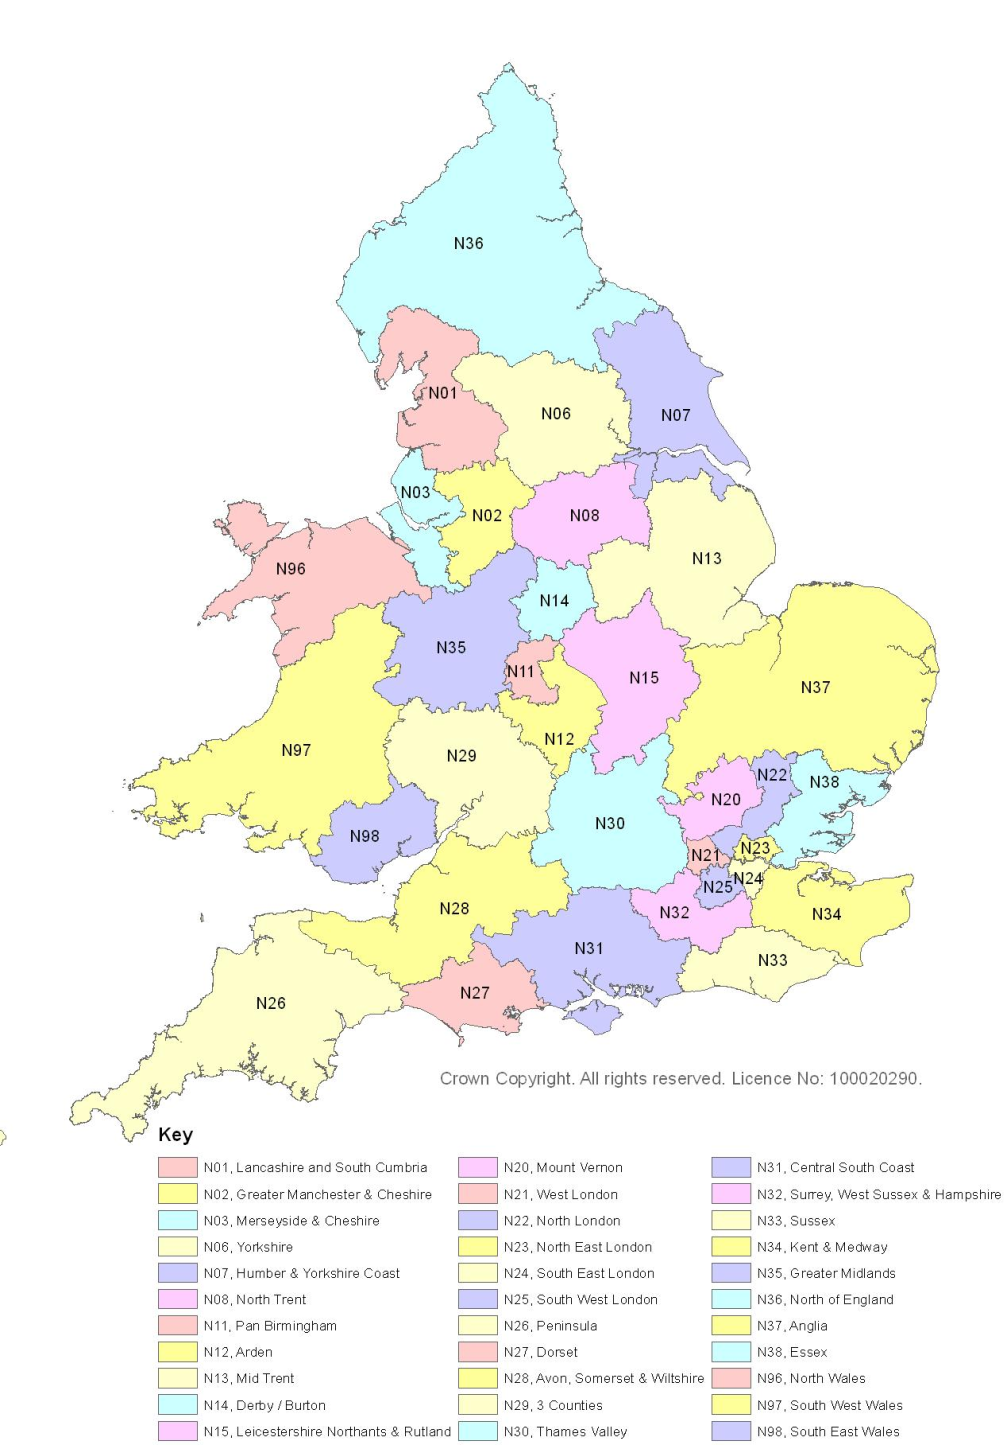 N36
N01
N06
N07
N03
N02
N08
N13
N96
N14
N35
N11
N15
N37
N12
N97
N29
N22
N38
N20
N30
N98
N21
N23
N24
N25
N28
N32
N34
N31
N33
N27
N26
Crown Copyright. All rights reserved. Licence No: 100020290.
Key
N01, Lancashire and South Cumbria
N02, Greater Manchester & Cheshire
N03, Merseyside & Cheshire
N06, Yorkshire
N07, Humber & Yorkshire Coast
N08, North Trent
N11, Pan Birmingham
N12, Arden
N13, Mid Trent
N14, Derby / Burton
N15, Leicestershire Northants & Rutland
N20, Mount Vernon
N21, West London
N22, North London
N23, North East London
N24, South East London
N25, South West London
N26, Peninsula
N27, Dorset
N28, Avon, Somerset & Wiltshire
N29, 3 Counties
N30, Thames Valley
N31, Central South Coast
N32, Surrey, West Sussex & Hampshire
N33, Sussex
N34, Kent & Medway
N35, Greater Midlands
N36, North of England
N37, Anglia
N38, Essex
N96, North Wales
N97, South West Wales
N98, South East Wales